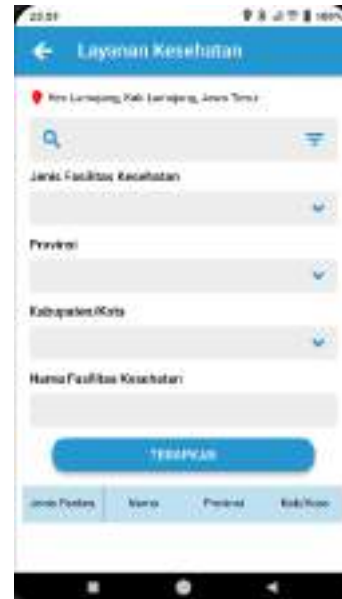 Layanan Kesehatan
Kec Lumajang, Kab Lumajang, Jawa Timur
Jenis Fasilitas Kesehatan
Provinsi
Kabupaten/Kota
Nama Fasilitas Kesehatan
TERAPKAN
Jenis Faskes Nama Provinsi Kab/Kota